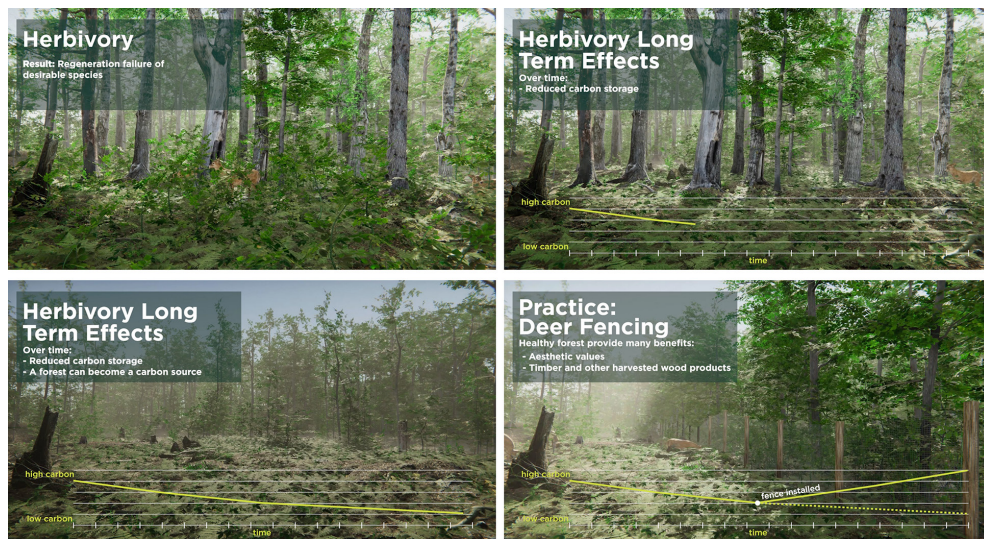 Herbivory
Result: Regeneration failure of
desirable species
Herbivory Long
Term Effects
Over time:
- Reduced carbon storage
high carbon
low carbon
time
Herbivory Long
Term Effects
Over time:
- Reduced carbon storage
- A forest can become a carbon source
high carbon
low carbon
time
Practice:
Deer Fencing
Healthy forest provide many benefits:
- Aesthetic values
- Timber and other harvested wood products
high carbon
fence installed
low carbon
time